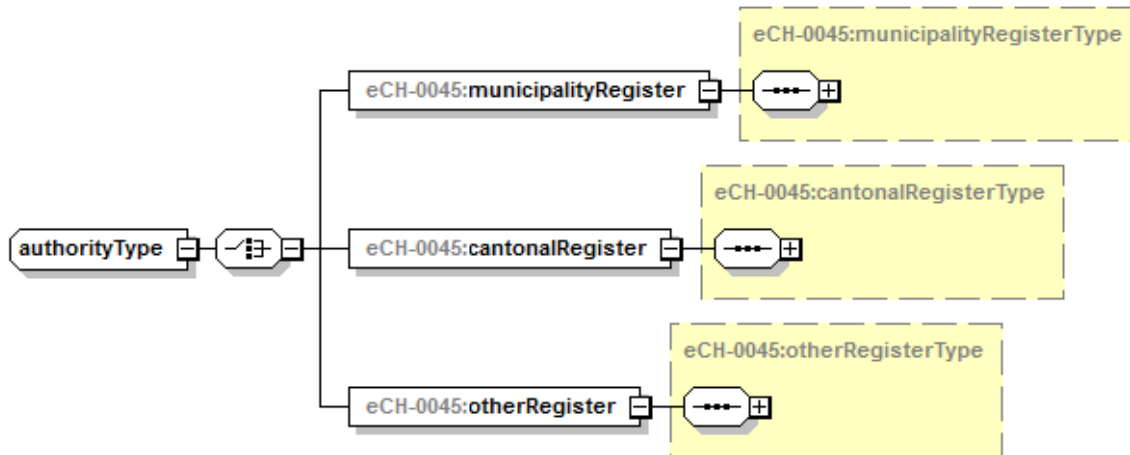 eCH-0045:municipalityRegisterType
eCH-0045:municipalityRegister
eCH-0045:cantonalRegisterType
authorityType
eCH-0045:cantonalRegister
eCH-0045:otherRegisterType
eCH-0045:otherRegister